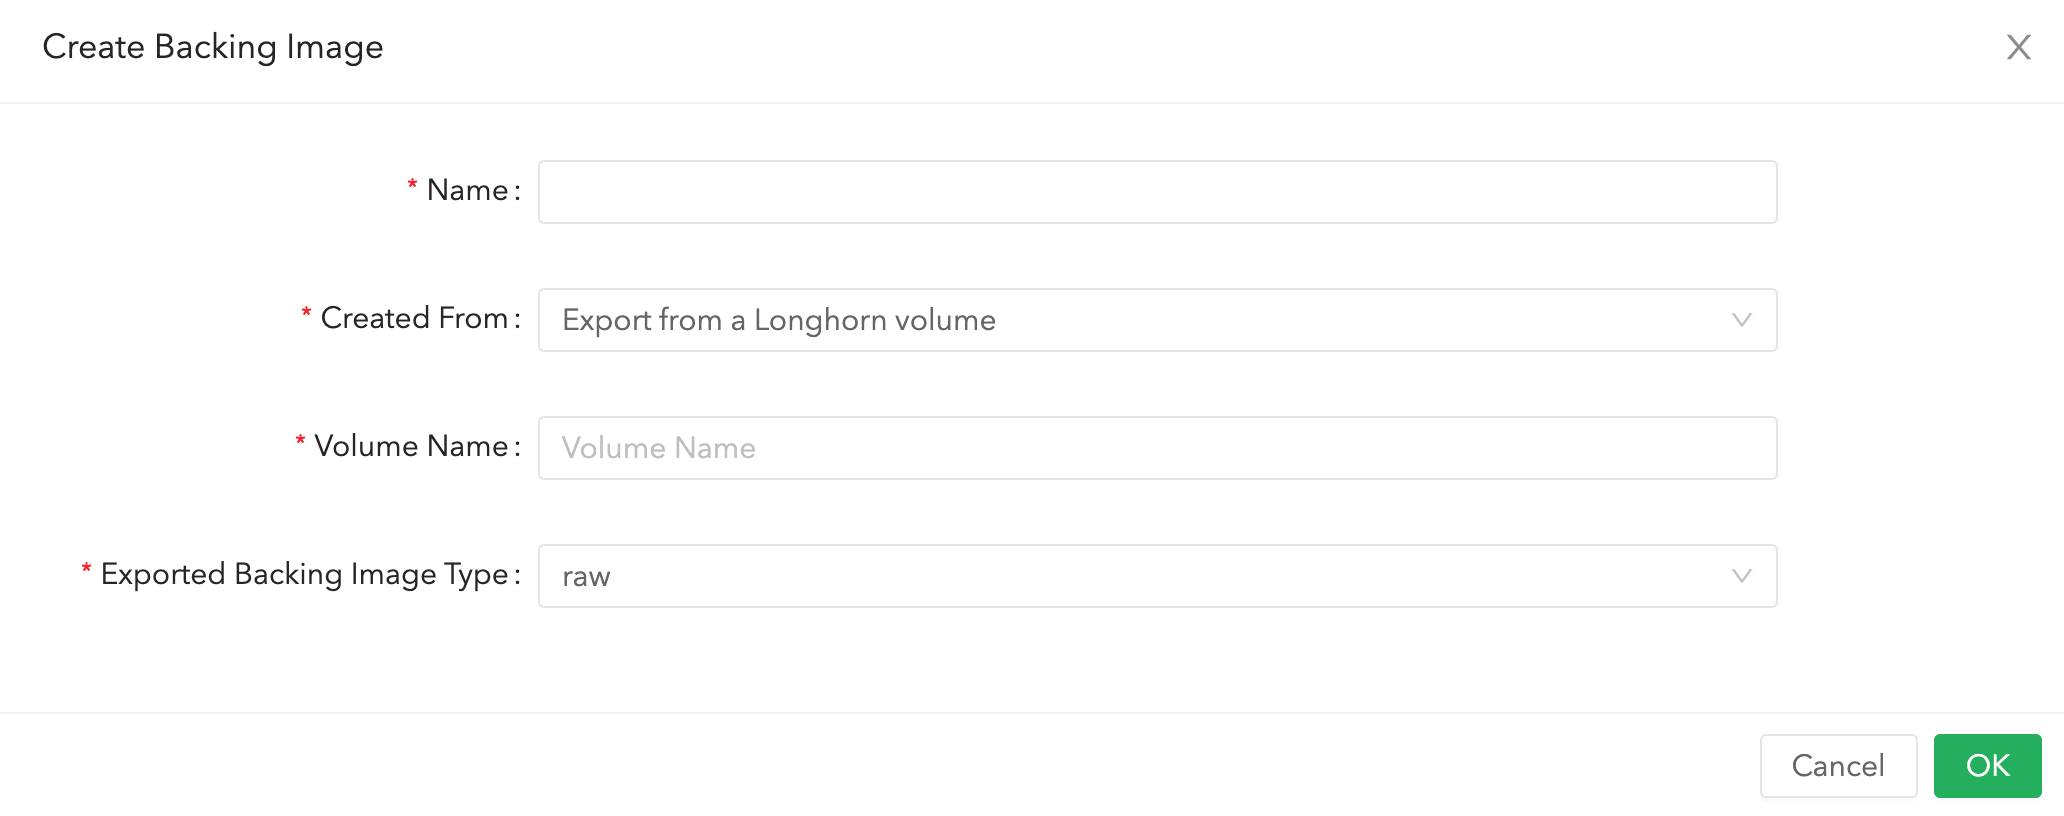 Create Backing Image
* Name:
* Created From: Export from a Longhorn volume
* Volume Name: Volume Name
* Exported Backing Image Type: raw
Cancel OK